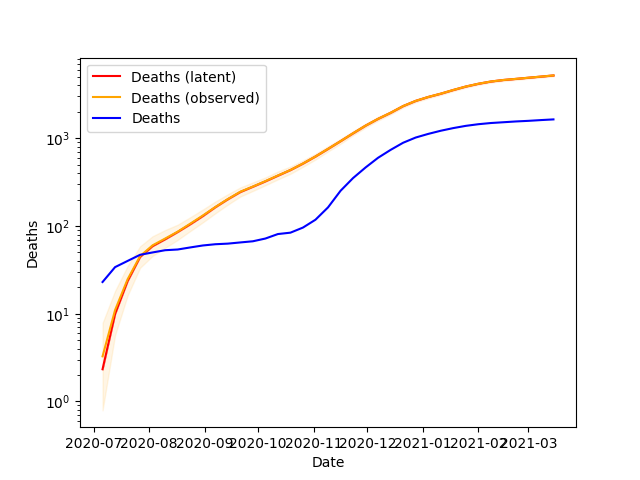 Deaths (latent)
Deaths (observed)
Deaths
Deaths
10³
10²
10¹
10⁰
2020-07 2020-08 2020-09 2020-10 2020-11 2020-12 2021-01 2021-02 2021-03
Date